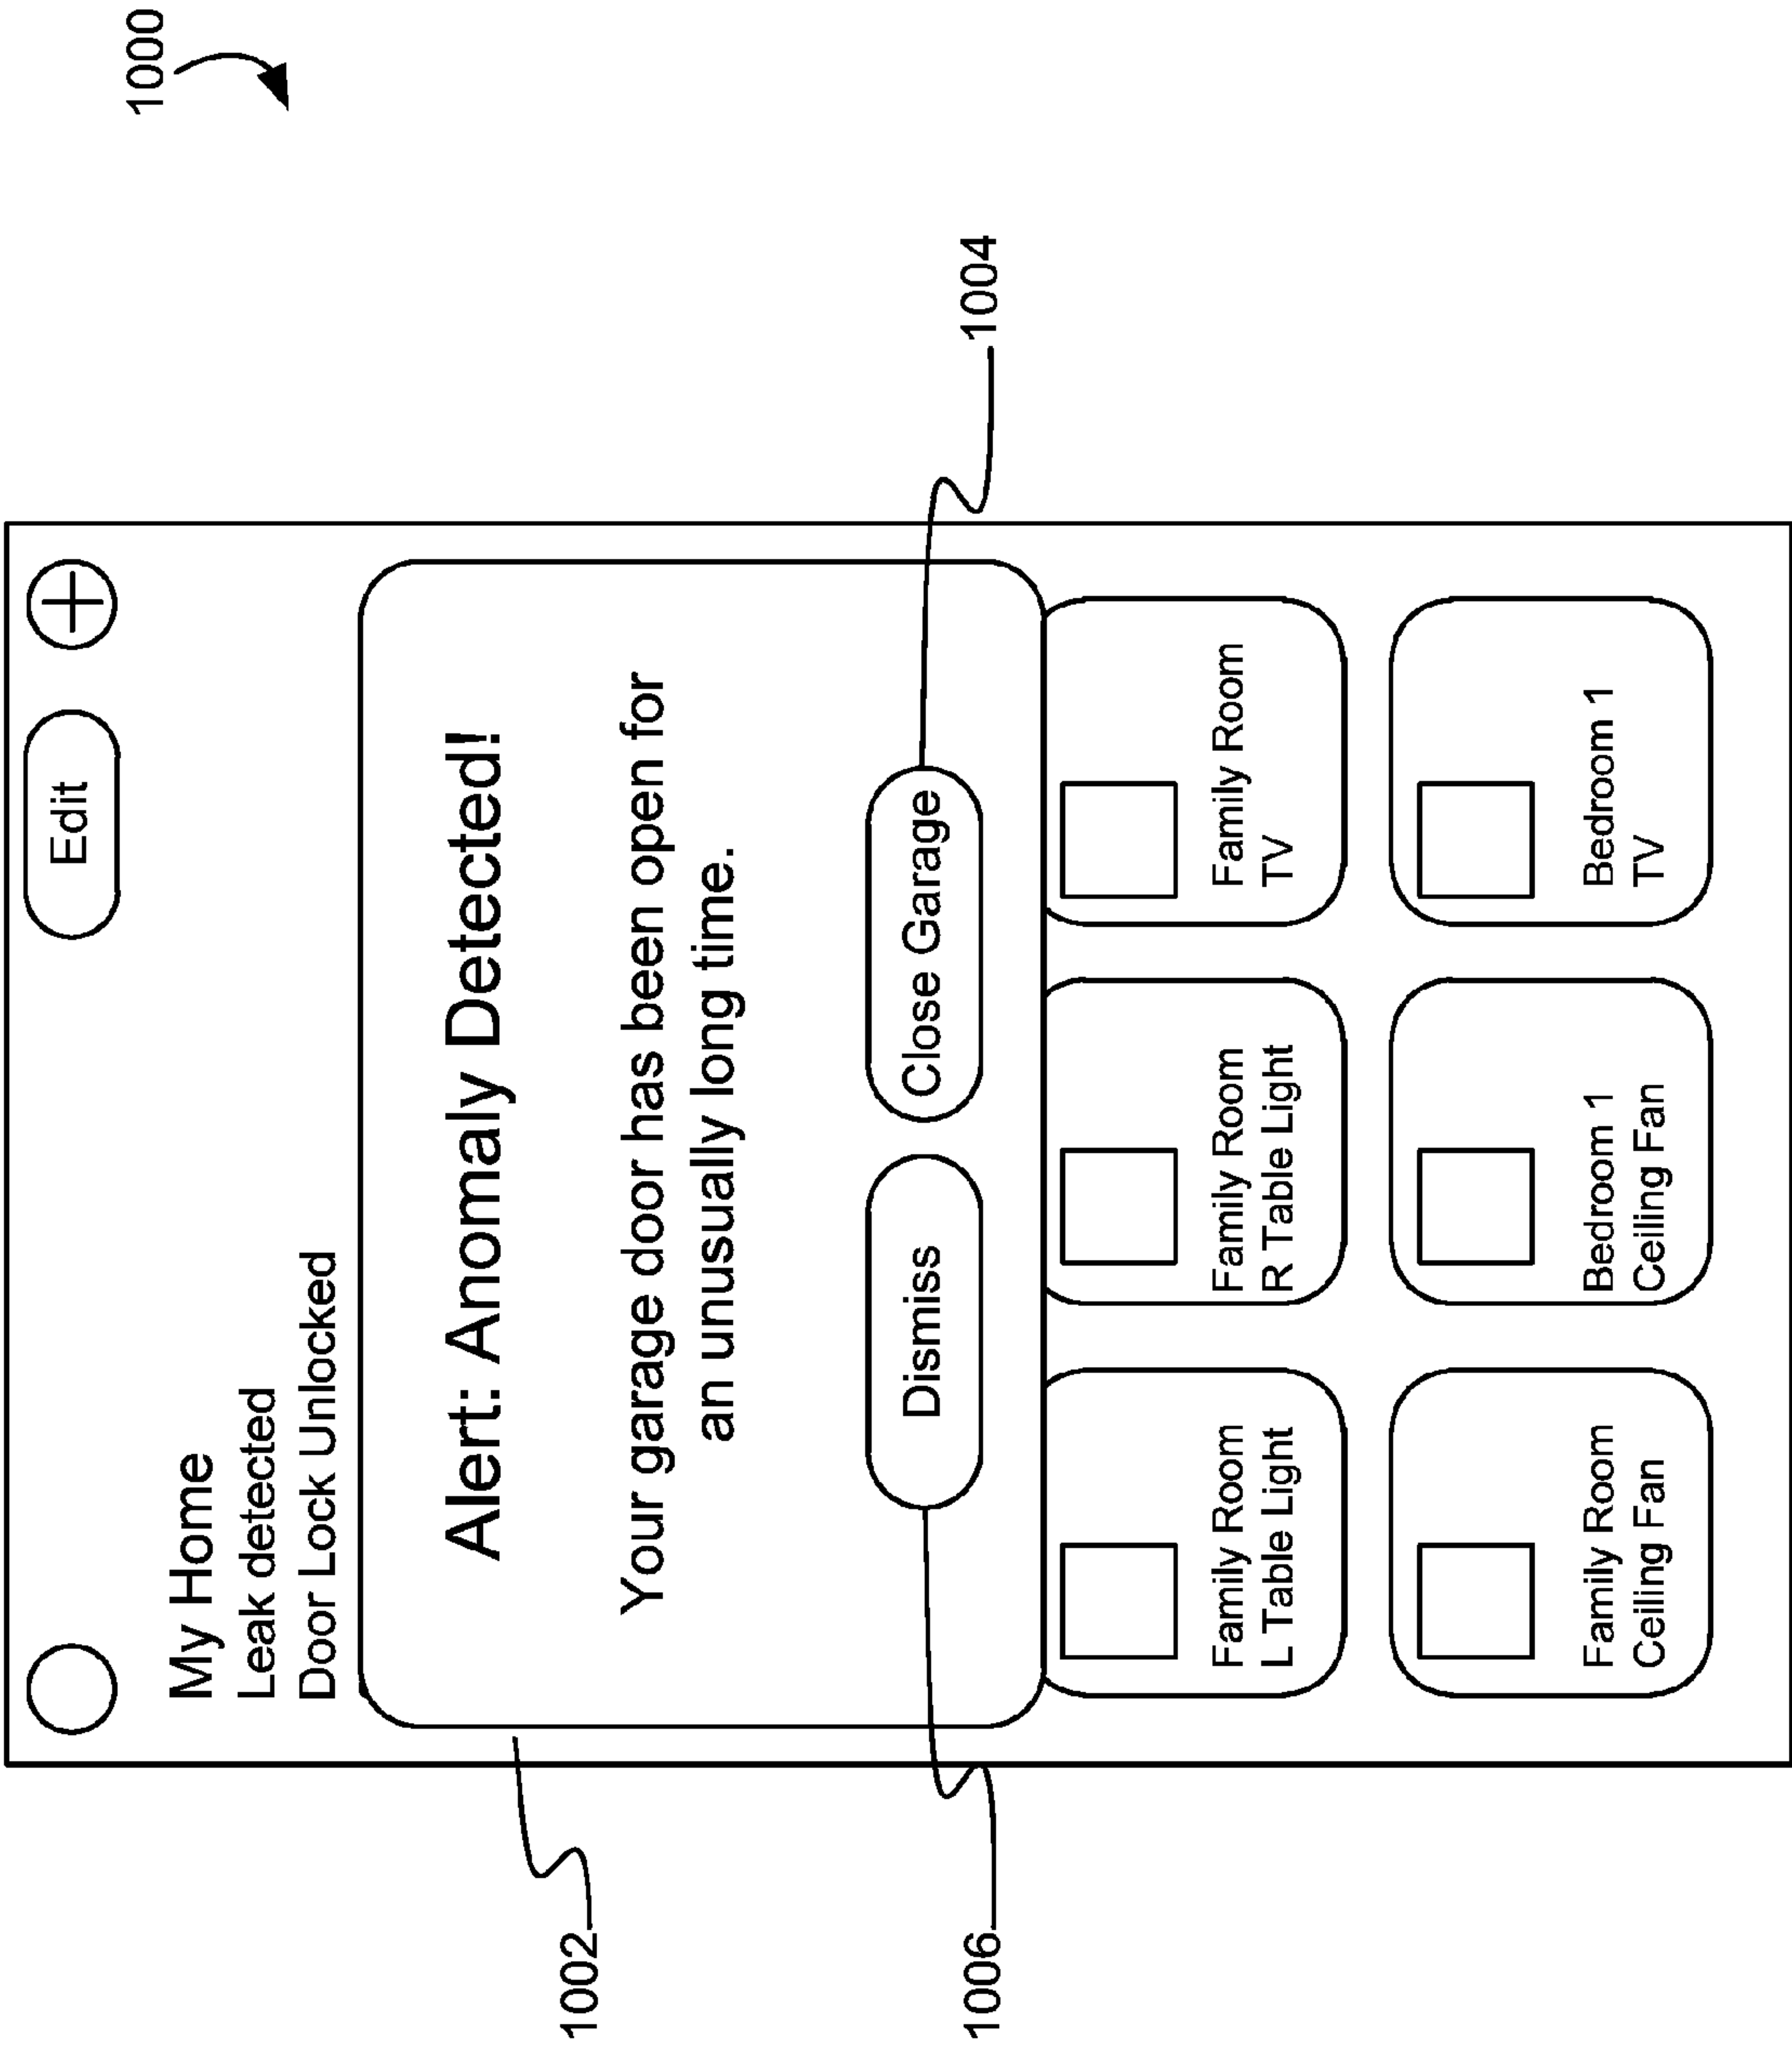 1000
Edit
My Home
Leak detected
Door Lock Unlocked
Alert: Anomaly Detected!
Your garage door has been open for
an unusually long time.
Dismiss
Close Garage
1002
1006
1004
Family Room
L Table Light
Family Room
R Table Light
Family Room
TV
Family Room
Ceiling Fan
Bedroom 1
Ceiling Fan
Bedroom 1
TV